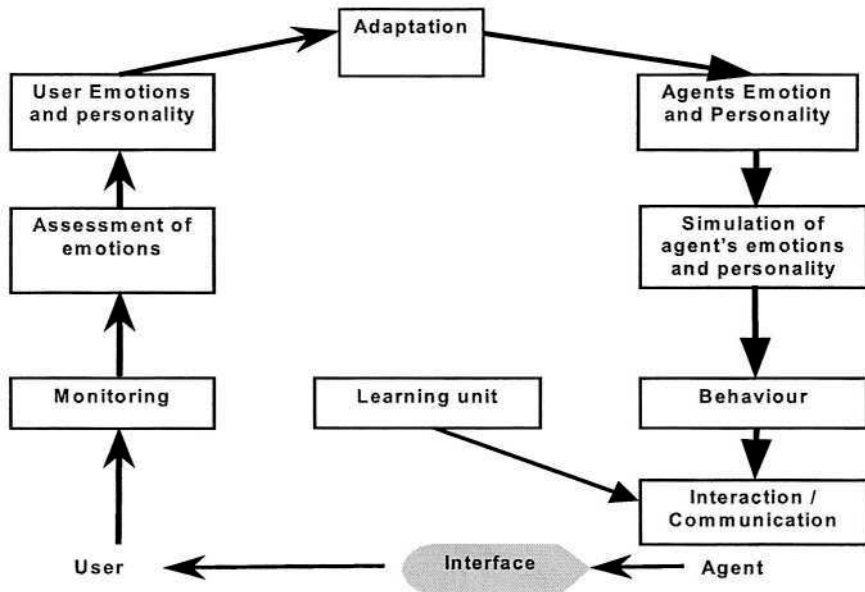 Adaptation
User Emotions
and personality
Agents Emotion
and Personality
Assessment of
emotions
Simulation of
agent's emotions
and personality
Monitoring
Learning unit
Behaviour
Interaction /
Communication
User
Interface
Agent